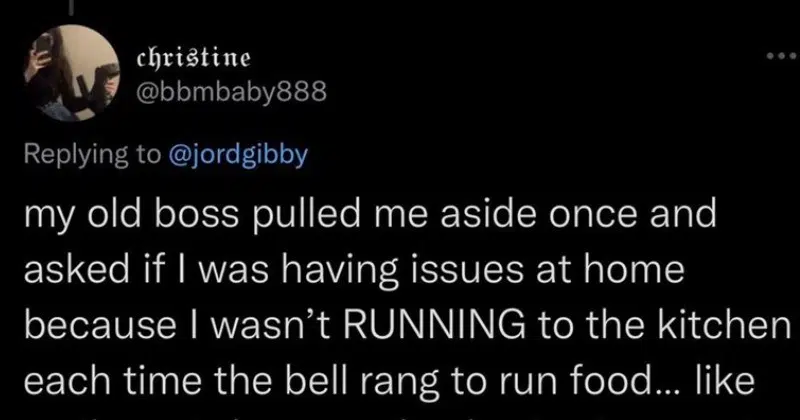 christine
@bbmbaby888
Replying to @jordgibby
my old boss pulled me aside once and
asked if I was having issues at home
because I wasn’t RUNNING to the kitchen
each time the bell rang to run food... like